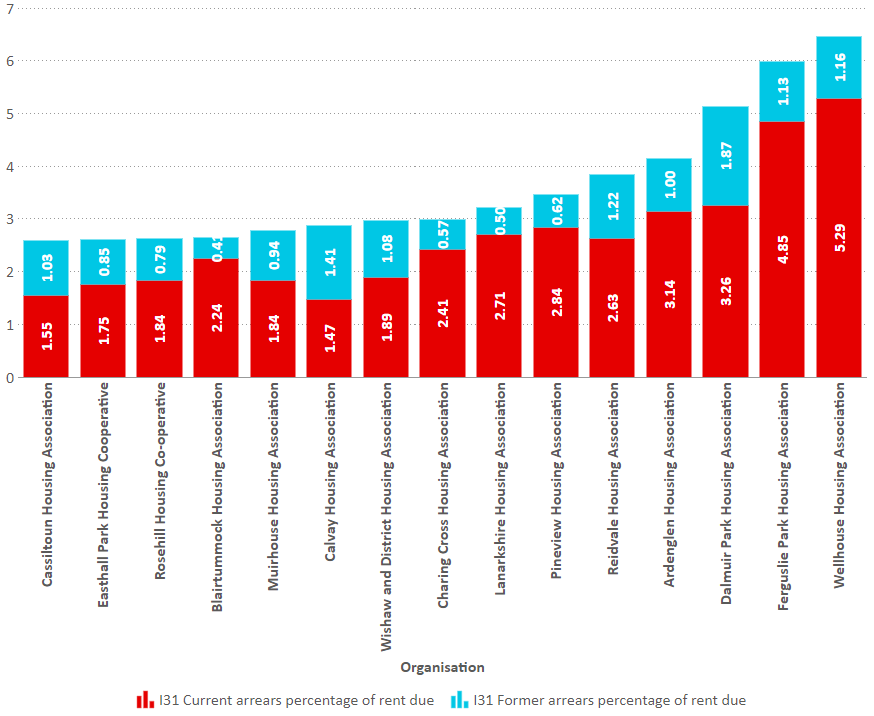 7
6
5
4
3
2
1
0
1.03
0.85
0.79
0.94
1.41
1.08
0.57
0.50
0.62
1.22
1.00
1.87
1.13
1.16
1.55
1.75
1.84
2.24
1.84
1.47
1.89
2.41
2.71
2.84
2.63
3.14
3.26
4.85
5.29
Cassiltoun Housing Association
Easthall Park Housing Cooperative
Rosehill Housing Co-operative
Blairtummock Housing Association
Muirhouse Housing Association
Calvay Housing Association
Wishaw and District Housing Association
Charing Cross Housing Association
Lanarkshire Housing Association
Pineview Housing Association
Reidvale Housing Association
Ardenglen Housing Association
Dalmuir Park Housing Association
Ferguslie Park Housing Association
Wellhouse Housing Association
Organisation
I31 Current arrears percentage of rent due
I31 Former arrears percentage of rent due